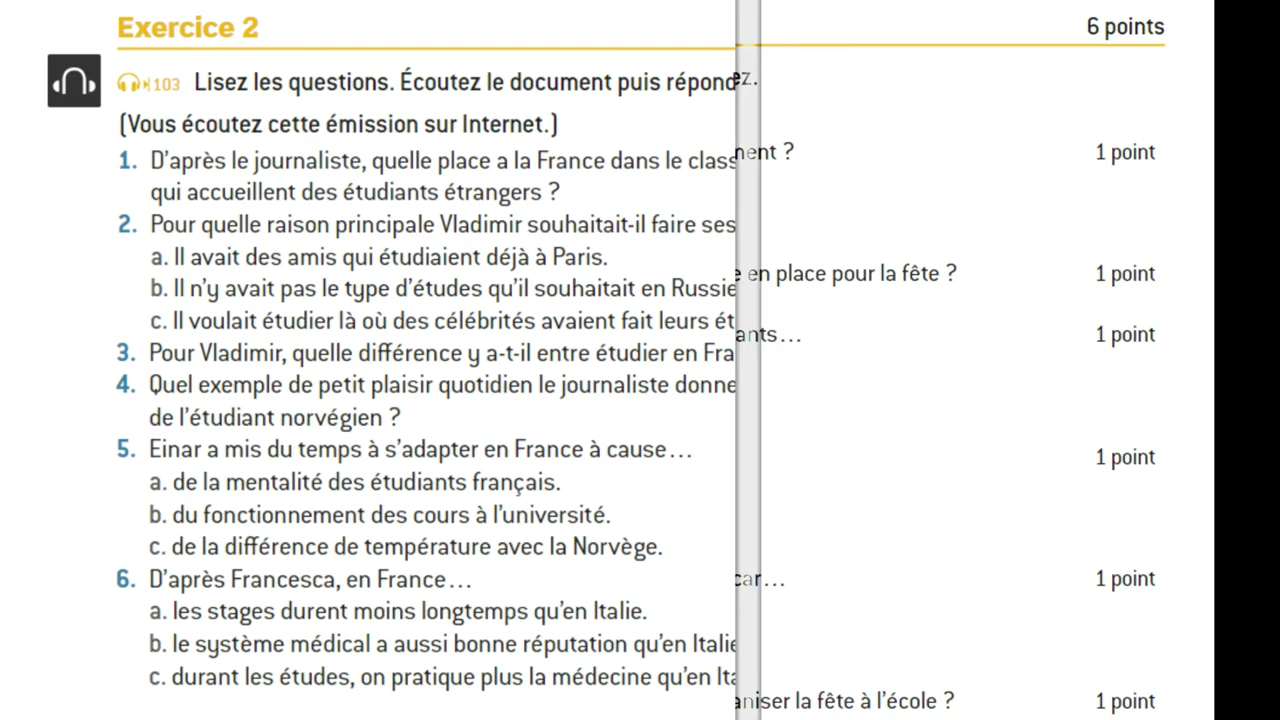 Exercice 2
6 points
103 Lisez les questions. Écoutez le document puis répond
ez.
(Vous écoutez cette émission sur Internet.)
ment ?
1 point
1. D'après le journaliste, quelle place a la France dans le class
qui accueillent des étudiants étrangers ?
2. Pour quelle raison principale Vladimir souhaitait-il faire ses
a. Il avait des amis qui étudiaient déjà à Paris.
en place pour la fête ?
1 point
b. Il n'y avait pas le type d'études qu'il souhaitait en Russie
c. Il voulait étudier là où des célébrités avaient fait leurs ét
ants...
1 point
3. Pour Vladimir, quelle différence y a-t-il entre étudier en Fra
4. Quel exemple de petit plaisir quotidien le journaliste donne
de l'étudiant norvégien ?
5. Einar a mis du temps à s'adapter en France à cause...
1 point
a. de la mentalité des étudiants français.
b. du fonctionnement des cours à l'université.
c. de la différence de température avec la Norvège.
6. D'après Francesca, en France...
car...
1 point
a. les stages durent moins longtemps qu'en Italie.
b. le système médical a aussi bonne réputation qu'en Italie
c. durant les études, on pratique plus la médecine qu'en Ita
aniser la fête à l'école ?
1 point